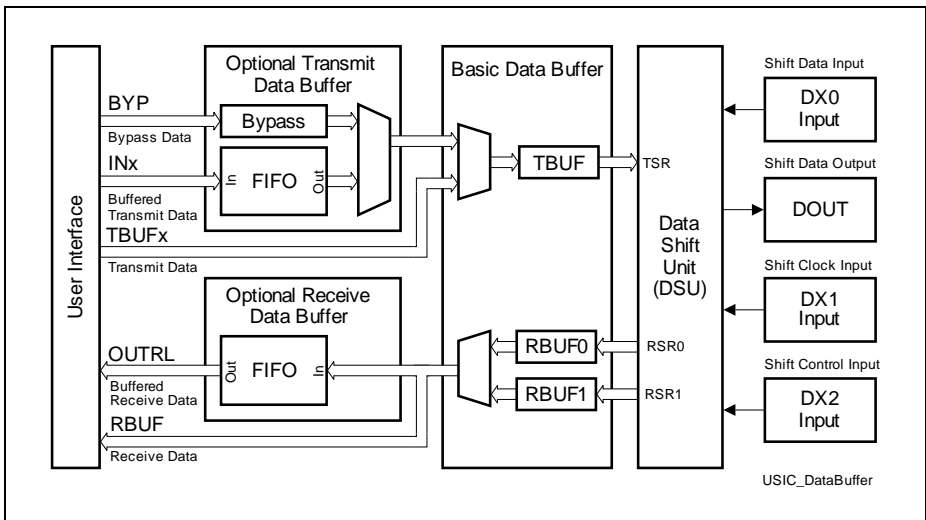 User Interface
BYP
Bypass Data
INx
Buffered
Transmit Data
TBUFx
Transmit Data
OUTRL
Buffered
Receive Data
RBUF
Receive Data
Optional Transmit
Data Buffer
Bypass
In
FIFO
Out
Optional Receive
Data Buffer
Out
FIFO
In
Basic Data Buffer
TBUF
RBUF0
RBUF1
TSR
Data
Shift
Unit
(DSU)
RSR0
RSR1
Shift Data Input
DX0
Input
Shift Data Output
DOUT
Shift Clock Input
DX1
Input
Shift Control Input
DX2
Input
USIC_DataBuffer